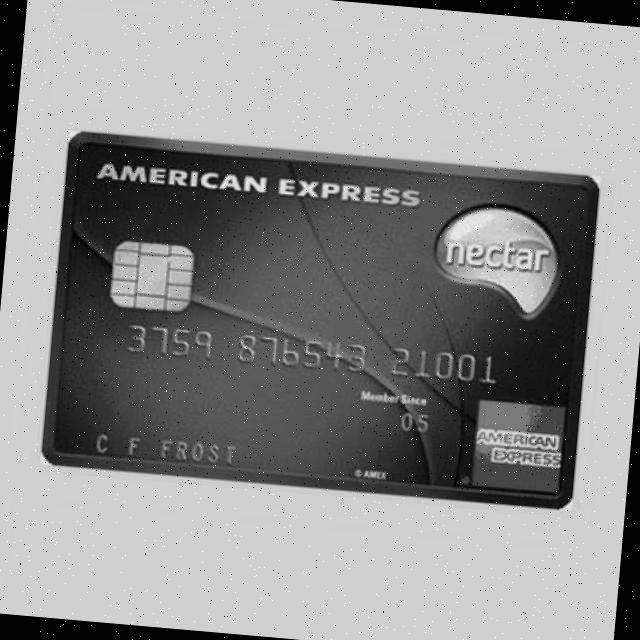 AMERICAN EXPRESS
nectar
3759 876543 21001
Member Since
05
AMERICAN
EXPRESS
C F FROST
© AMEX